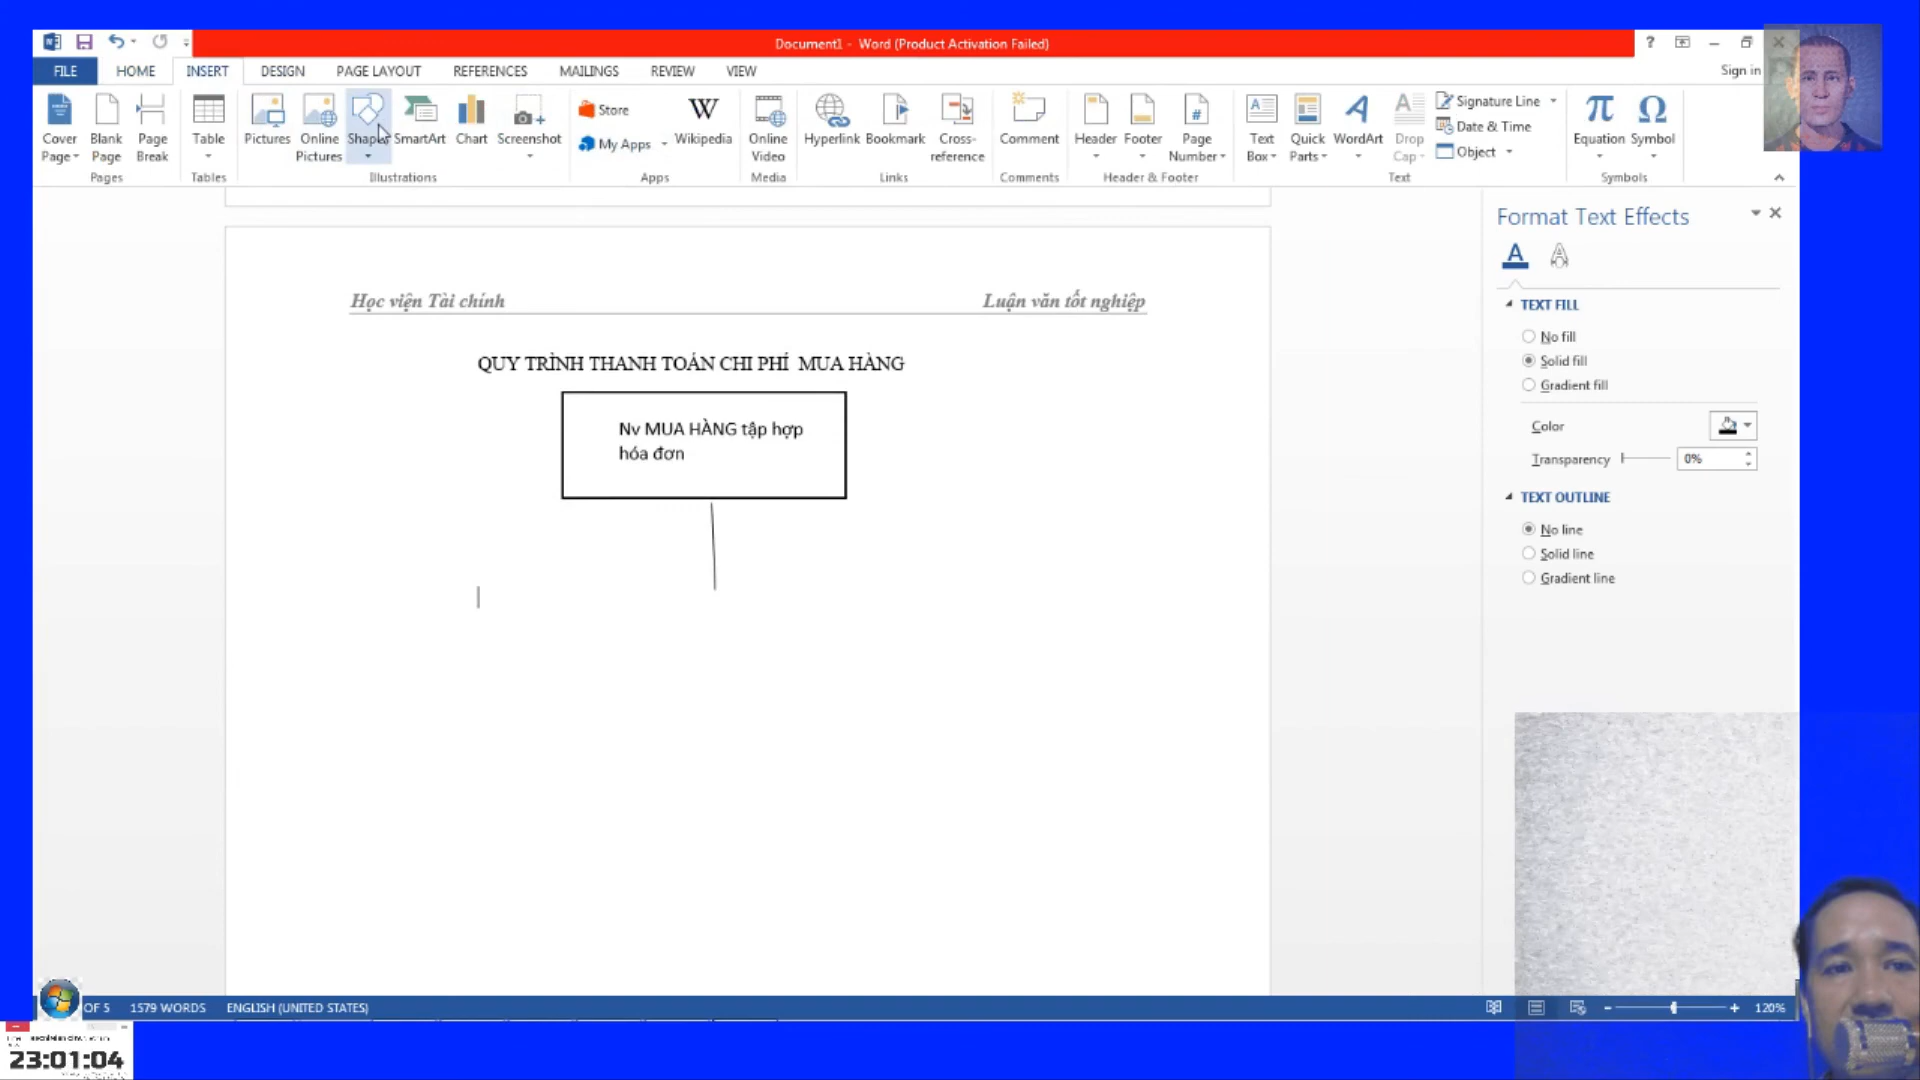 Document1 - Word (Product Activation Failed)
?
FILE HOME INSERT DESIGN PAGE LAYOUT REFERENCES MAILINGS REVIEW VIEW
Sign in
Cover Page
Blank Page
Page Break
Table
Pictures
Online Pictures
Shapes
SmartArt
Chart
Screenshot
Store
My Apps
Wikipedia
Online Video
Hyperlink
Bookmark
Cross-reference
Comment
Header
Footer
Page Number
Text Box
Quick Parts
WordArt
Drop Cap
Signature Line
Date & Time
Object
Equation
Symbol
Pages
Tables
Illustrations
Apps
Media
Links
Comments
Header & Footer
Text
Symbols
Học viện Tài chính
Luận văn tốt nghiệp
QUY TRÌNH THANH TOÁN CHI PHÍ MUA HÀNG
Nv MUA HÀNG tập hợp
hóa đơn
Format Text Effects
TEXT FILL
No fill
Solid fill
Gradient fill
Color
Transparency 0%
TEXT OUTLINE
No line
Solid line
Gradient line
OF 5 1579 WORDS ENGLISH (UNITED STATES)
120%
23:01:04